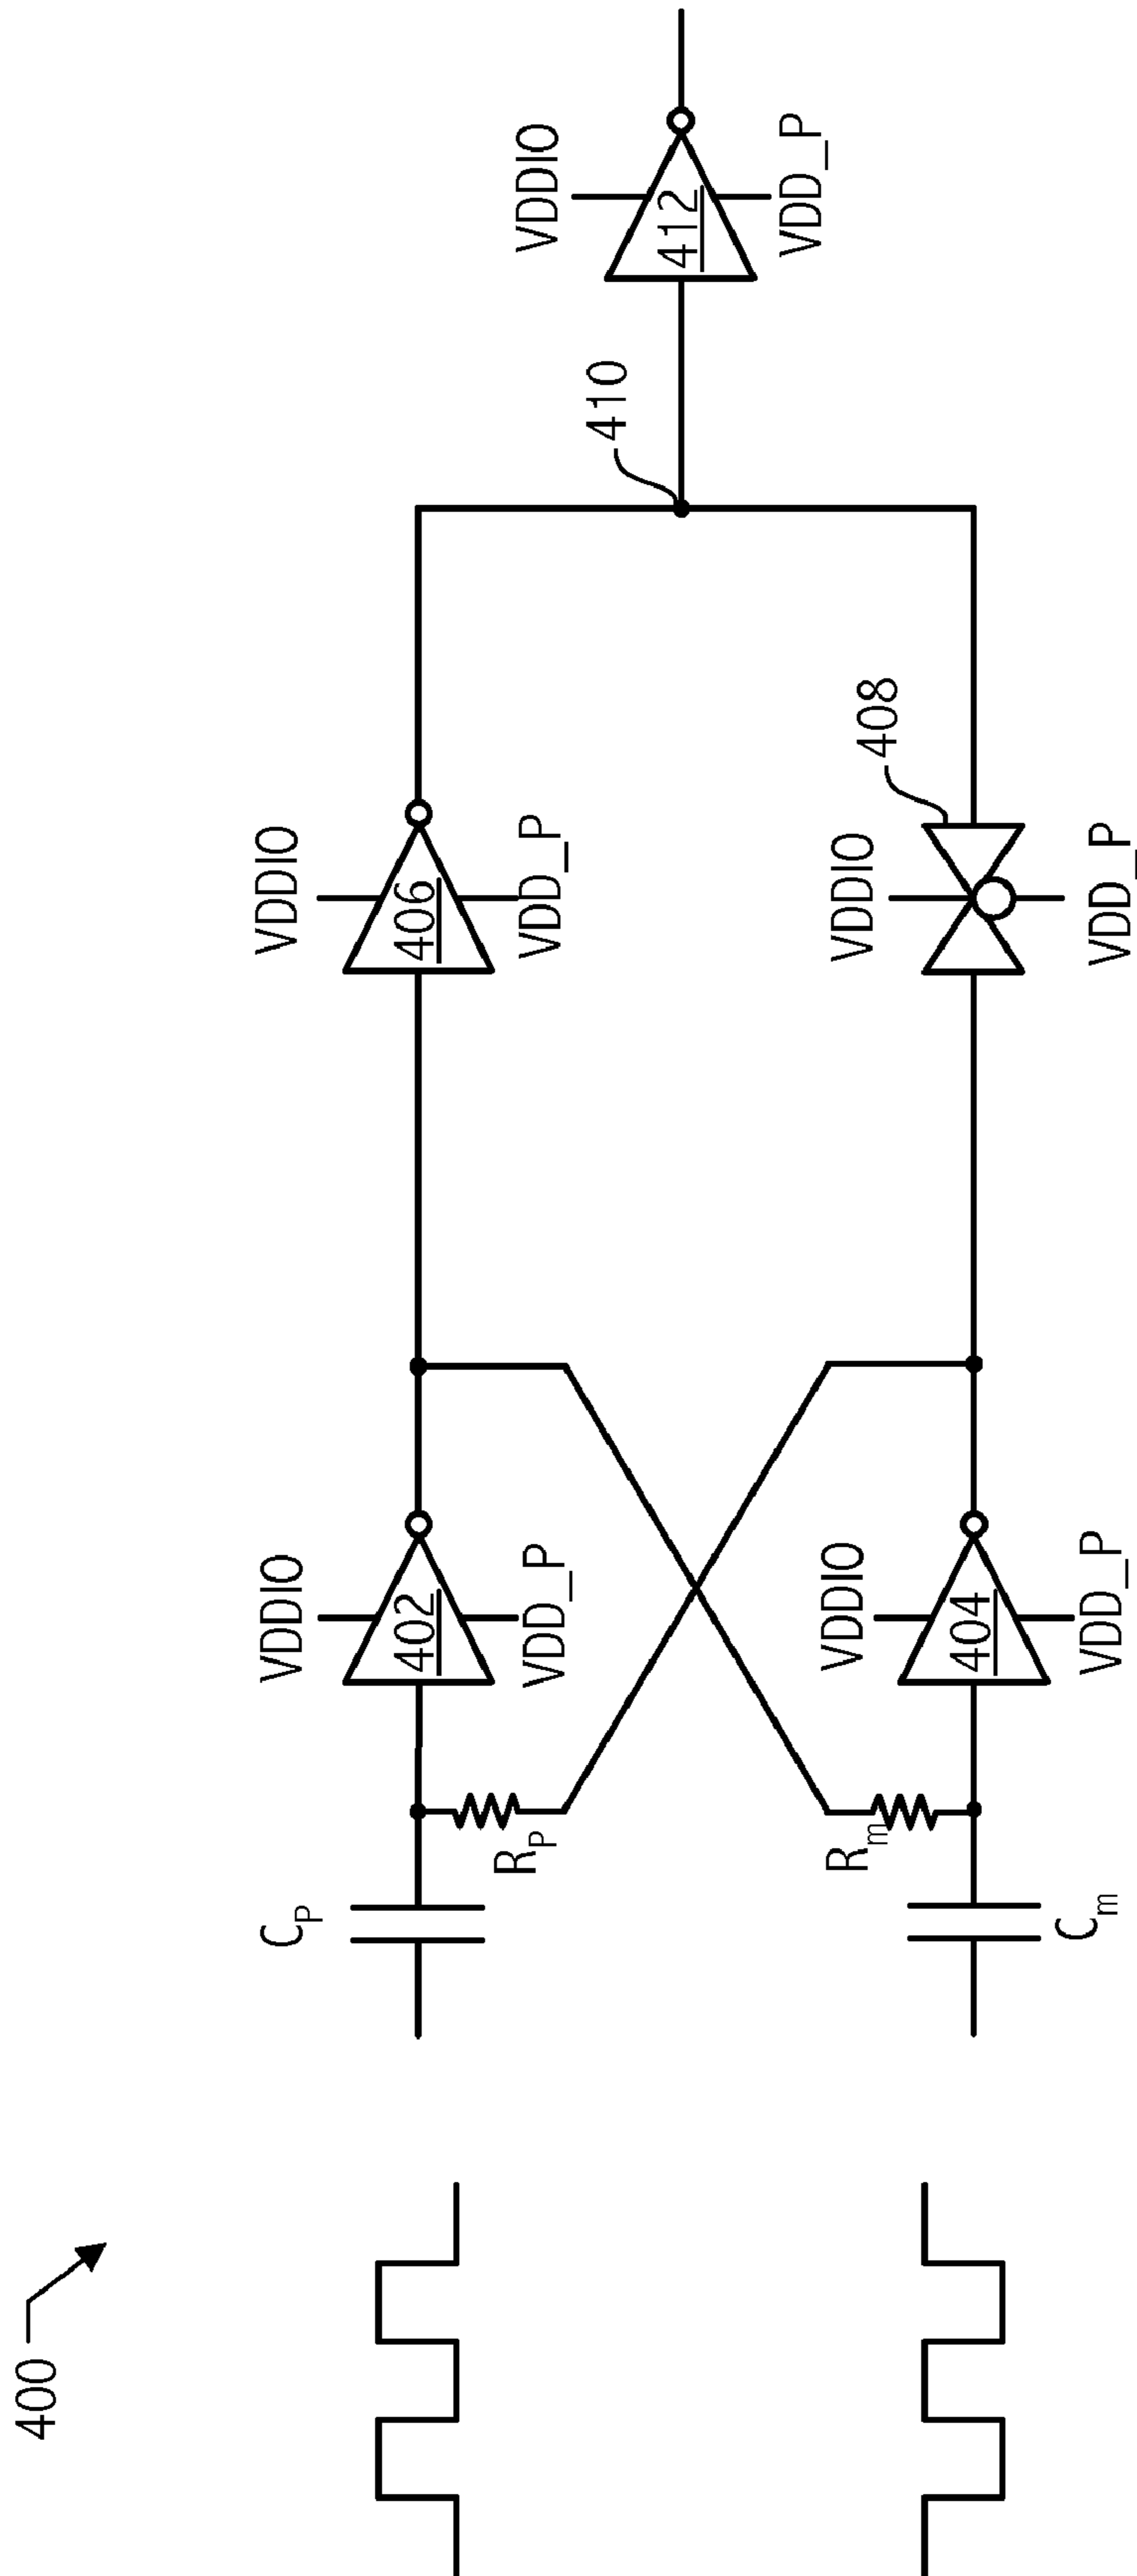 400
C_P
R_P
VDDIO
402
VDD_P
VDDIO
406
VDD_P
410
VDDIO
412
VDD_P
C_m
R_m
VDDIO
404
VDD_P
VDDIO
408
VDD_P